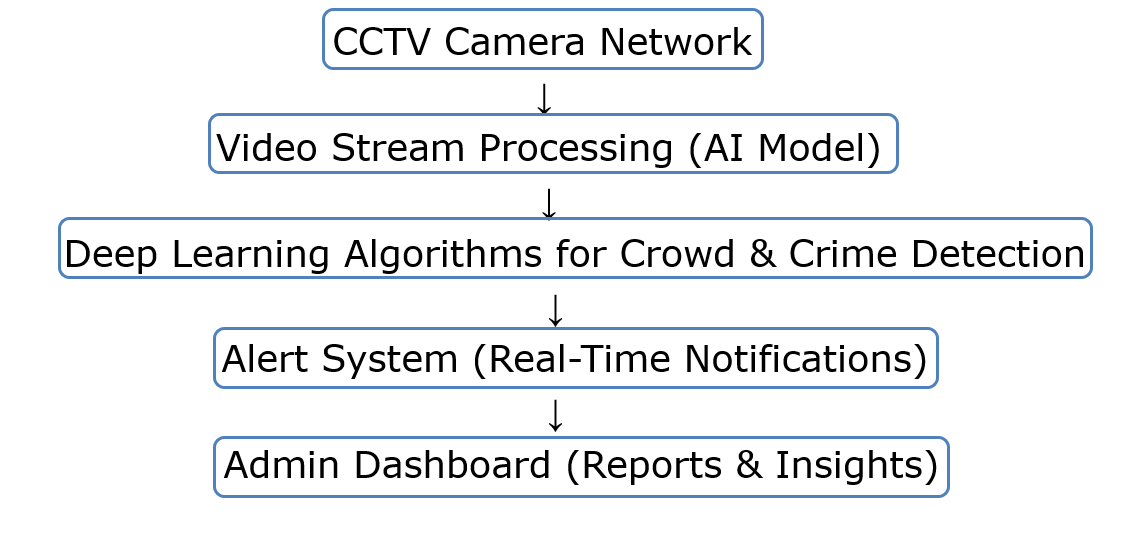 CCTV Camera Network
Video Stream Processing (AI Model)
Deep Learning Algorithms for Crowd & Crime Detection
Alert System (Real-Time Notifications)
Admin Dashboard (Reports & Insights)